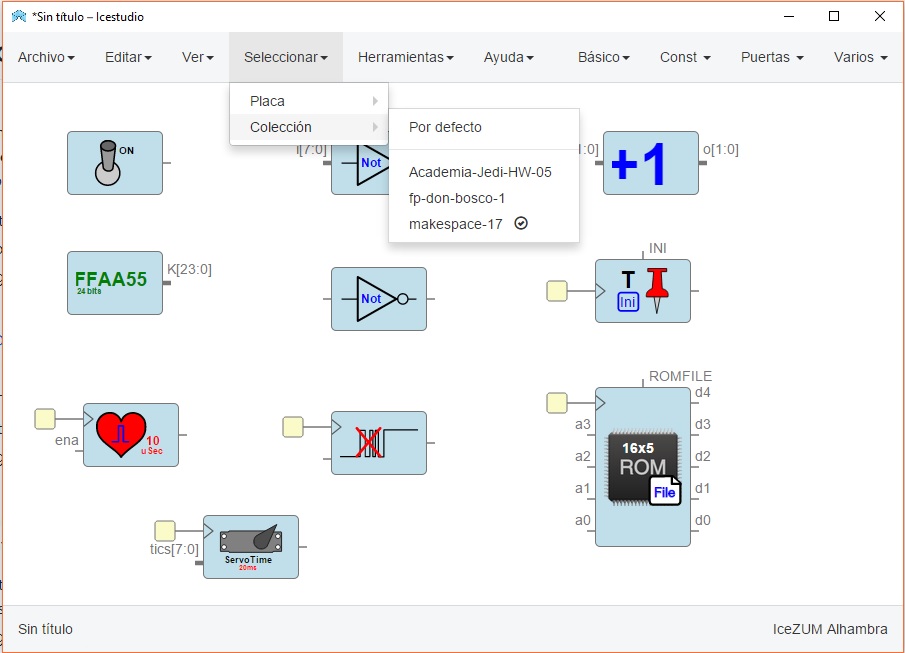 *Sin título – Icestudio
Archivo Editar Ver Seleccionar Herramientas Ayuda Básico Const Puertas Varios
Placa
Colección
Por defecto
Academia-Jedi-HW-05
fp-don-bosco-1
makespace-17
ON
I[7:0]
Not
:0]
+1
o[1:0]
FFAA55
24 bits
K[23:0]
Not
INI
T
Ini
ena
10
u Sec
ROMFILE
a3
a2
a1
a0
16x5
ROM
File
d4
d3
d2
d1
d0
tics[7:0]
ServoTime
20ms
Sin título IceZUM Alhambra